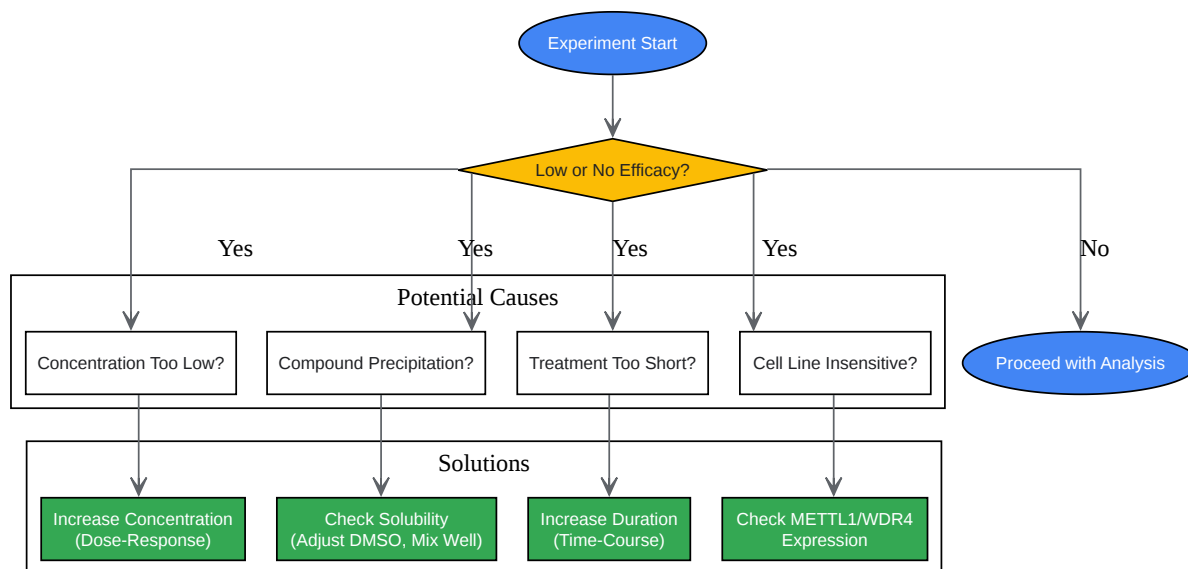 Experiment Start
Low or No Efficacy?
Yes
Yes
Yes
Yes
No
Potential Causes
Concentration Too Low?
Compound Precipitation?
Treatment Too Short?
Cell Line Insensitive?
Proceed with Analysis
Solutions
Increase Concentration
(Dose-Response)
Check Solubility
(Adjust DMSO, Mix Well)
Increase Duration
(Time-Course)
Check METTL1/WDR4
Expression